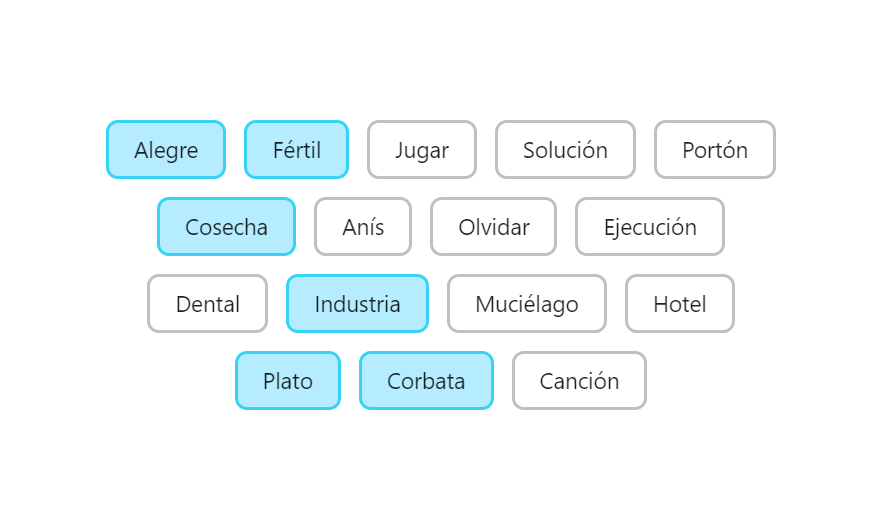 Alegre Fértil Jugar Solución Portón
Cosecha Anís Olvidar Ejecución
Dental Industria Muciélago Hotel
Plato Corbata Canción